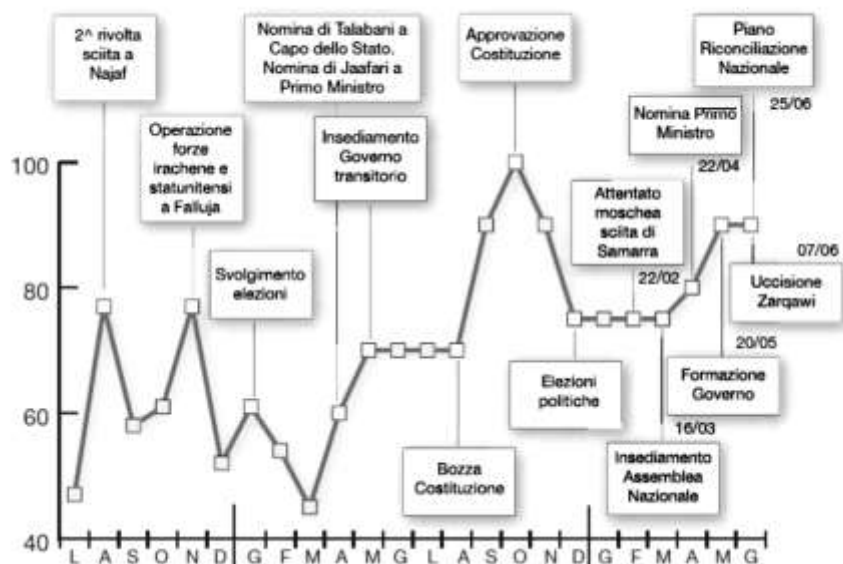 2^ rivolta
sciita a
Najaf
Nomina di Talabani a
Capo dello Stato.
Nomina di Jaafari a
Primo Ministro
Approvazione
Costituzione
Piano
Riconciliazione
Nazionale
25/06
Operazione
forze
irachene e
statunitensi
a Falluja
Insediamento
Governo
transitorio
Nomina Primo
Ministro
22/04
Attentato
moschea
sciita di
Samarra
22/02
Svolgimento
elezioni
07/06
Uccisione
Zarqawi
20/05
Formazione
Governo
Elezioni
politiche
16/03
Insediamento
Assemblea
Nazionale
Bozza
Costituzione
100
80
60
40
L A S O N D G F M A M G L A S O N D G F M A M G